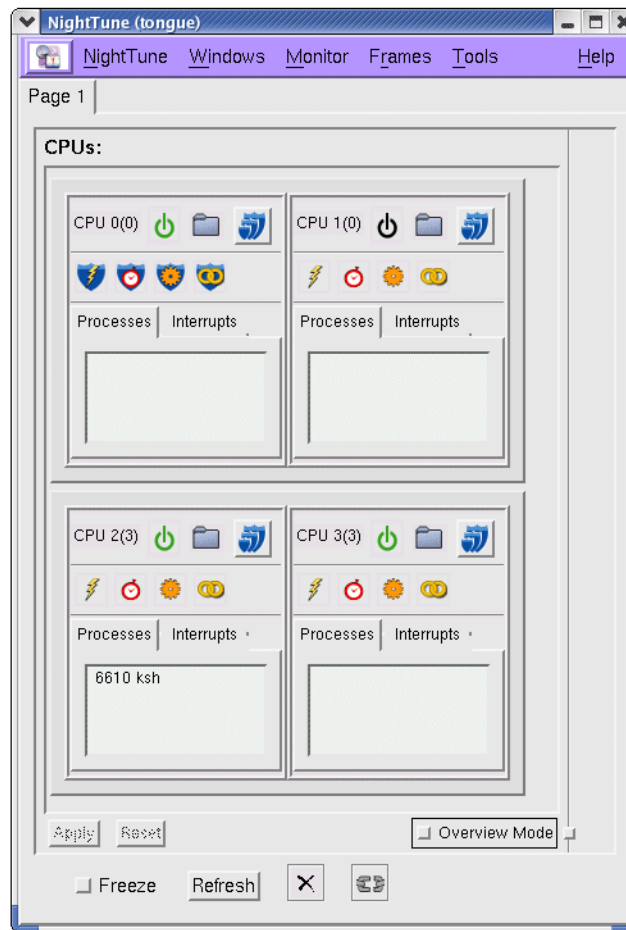 NightTune (tongue)
NightTune Windows Monitor Frames Tools Help
Page 1
CPUs:
CPU 0(0) CPU 1(0)
Processes Interrupts Processes Interrupts
CPU 2(3) CPU 3(3)
Processes Interrupts Processes Interrupts
6610 ksh
Apply Reset Overview Mode
Freeze Refresh